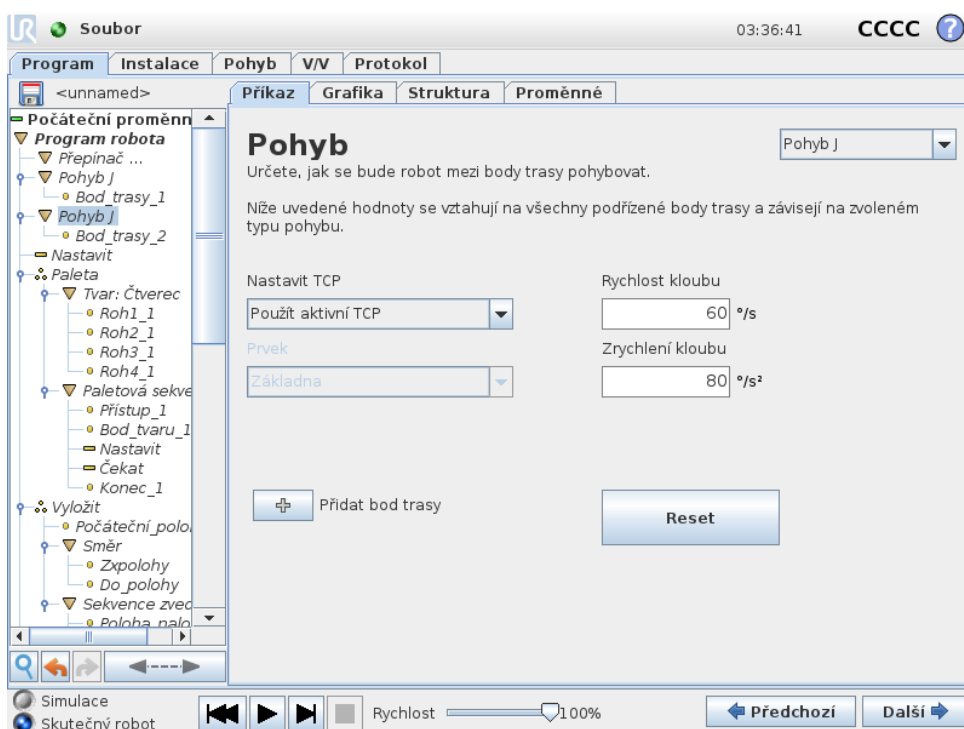 UR Soubor 03:36:41 CCCC ?
Program Instalace Pohyb V/V Protokol
<unnamed>
Příkaz Grafika Struktura Proměnné
Počáteční proměnn
Program robota
Přepínač ...
Pohyb J
Bod_trasy_1
Pohyb J
Bod_trasy_2
Nastavit
Paleta
Tvar: Čtverec
Roh1_1
Roh2_1
Roh3_1
Roh4_1
Paletová sekve
Přístup_1
Bod_tvaru_1
Nastavit
Čekat
Konec_1
Vyložit
Počáteční_polo
Směr
Zxpolohy
Do_polohy
Sekvence zved
Poloha_nalo
Pohyb
Pohyb J
Určete, jak se bude robot mezi body trasy pohybovat.
Níže uvedené hodnoty se vztahují na všechny podřízené body trasy a závisejí na zvoleném
typu pohybu.
Nastavit TCP
Použít aktivní TCP
Prvek
Základna
Rychlost kloubu
60 °/s
Zrychlení kloubu
80 °/s²
Přidat bod trasy
Reset
Simulace
Skutečný robot
Rychlost 100%
Předchozí
Další